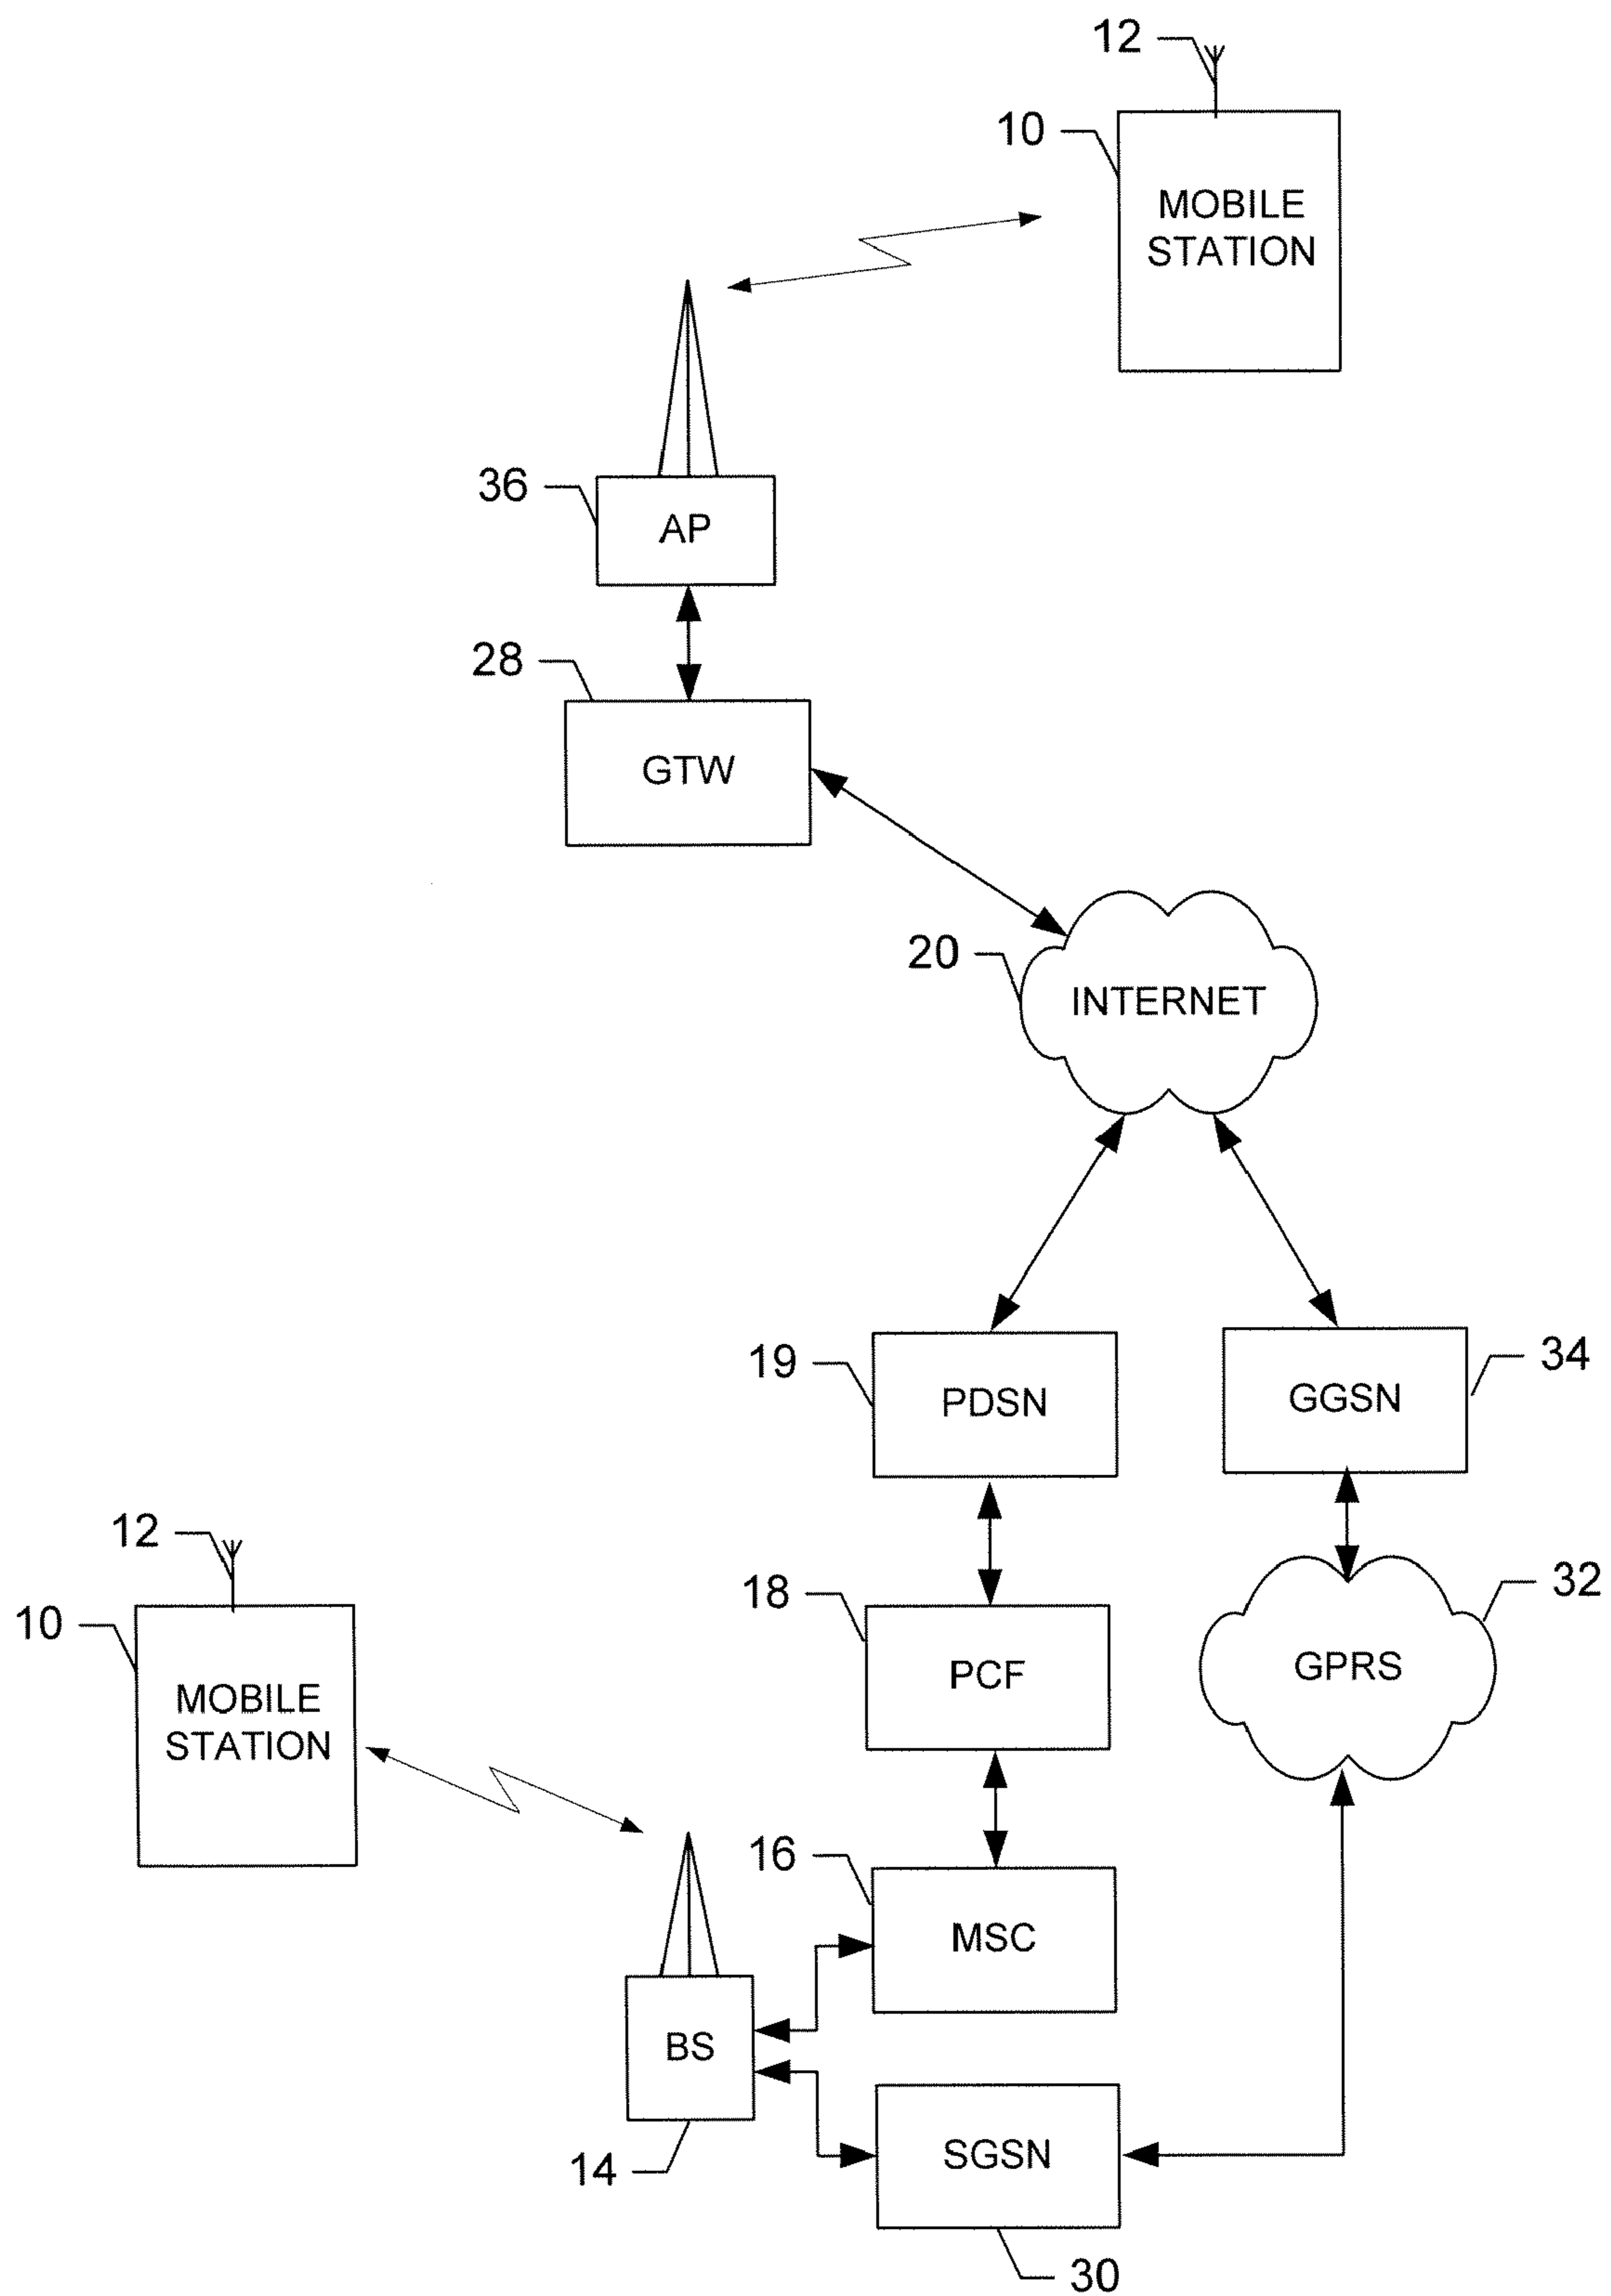 12
10
MOBILE
STATION
36
AP
28
GTW
20
INTERNET
19
PDSN
GGSN
34
12
10
MOBILE
STATION
18
PCF
GPRS
32
16
MSC
BS
14
SGSN
30